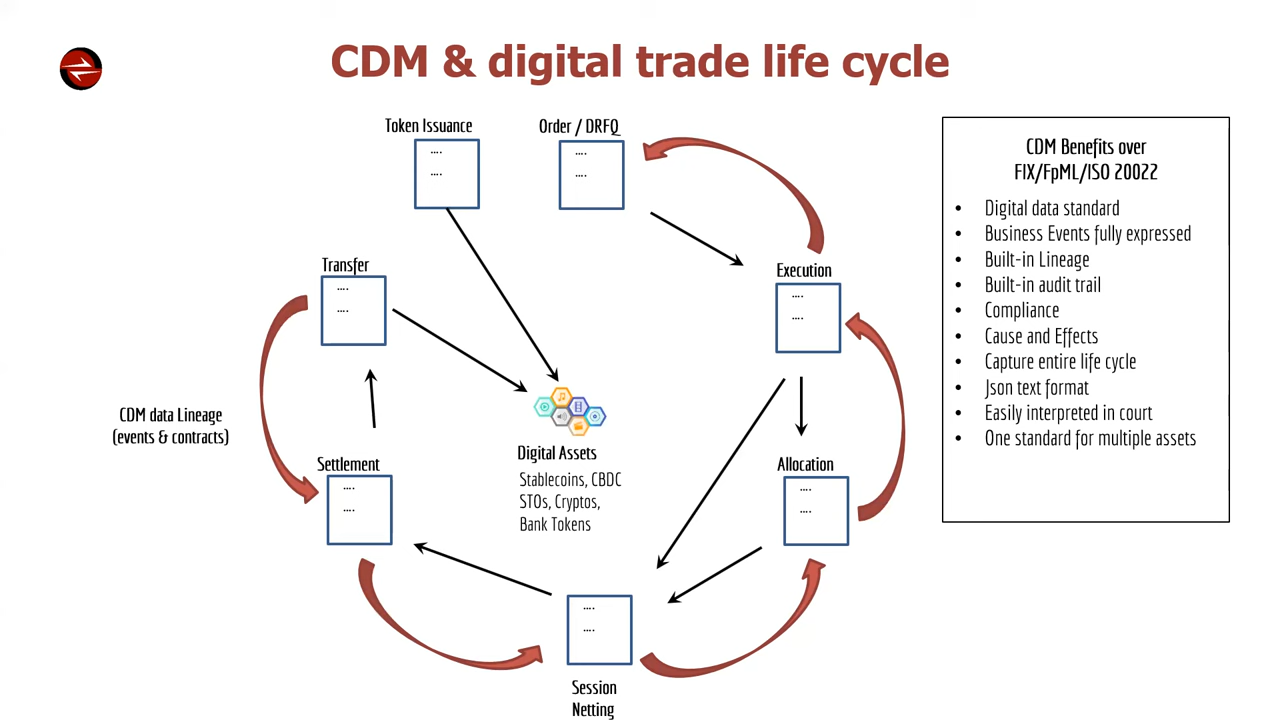 CDM & digital trade life cycle
Token Issuance
....
....
Order / DRFQ
....
....
Transfer
....
....
Execution
....
....
CDM data Lineage
(events & contracts)
Settlement
....
....
Digital Assets
Stablecoins, CBDC
STOs, Cryptos,
Bank Tokens
Allocation
....
....
....
....
Session
Netting
CDM Benefits over
FIX/FpML/ISO 20022
• Digital data standard
• Business Events fully expressed
• Built-in Lineage
• Built-in audit trail
• Compliance
• Cause and Effects
• Capture entire life cycle
• Json text format
• Easily interpreted in court
• One standard for multiple assets